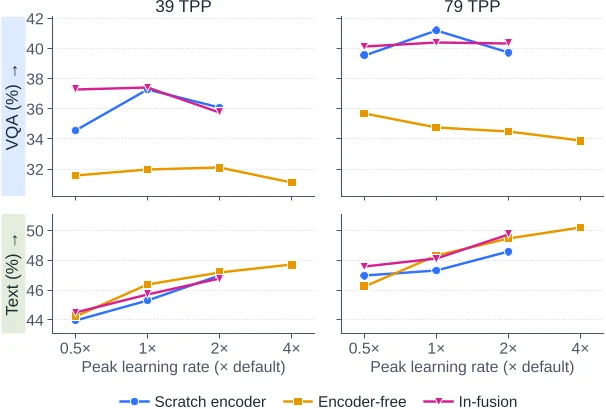 39 TPP
79 TPP
VQA (%) →
42
40
38
36
34
32
Text (%) →
50
48
46
44
0.5× 1× 2× 4×
0.5× 1× 2× 4×
Peak learning rate (× default)
Peak learning rate (× default)
Scratch encoder
Encoder-free
In-fusion